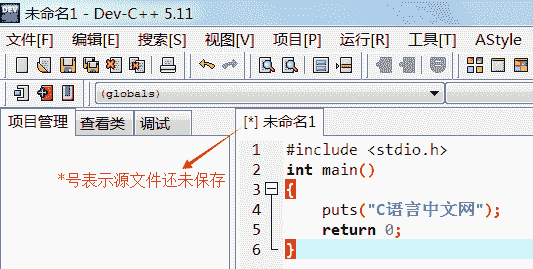 未命名1 - Dev-C++ 5.11
文件[F] 编辑[E] 搜索[S] 视图[V] 项目[P] 运行[R] 工具[T] AStyle
(globals)
项目管理 查看类 调试 [*] 未命名1
*号表示源文件还未保存
1 #include <stdio.h>
2 int main()
3 {
4 puts("C语言中文网");
5 return 0;
6 }